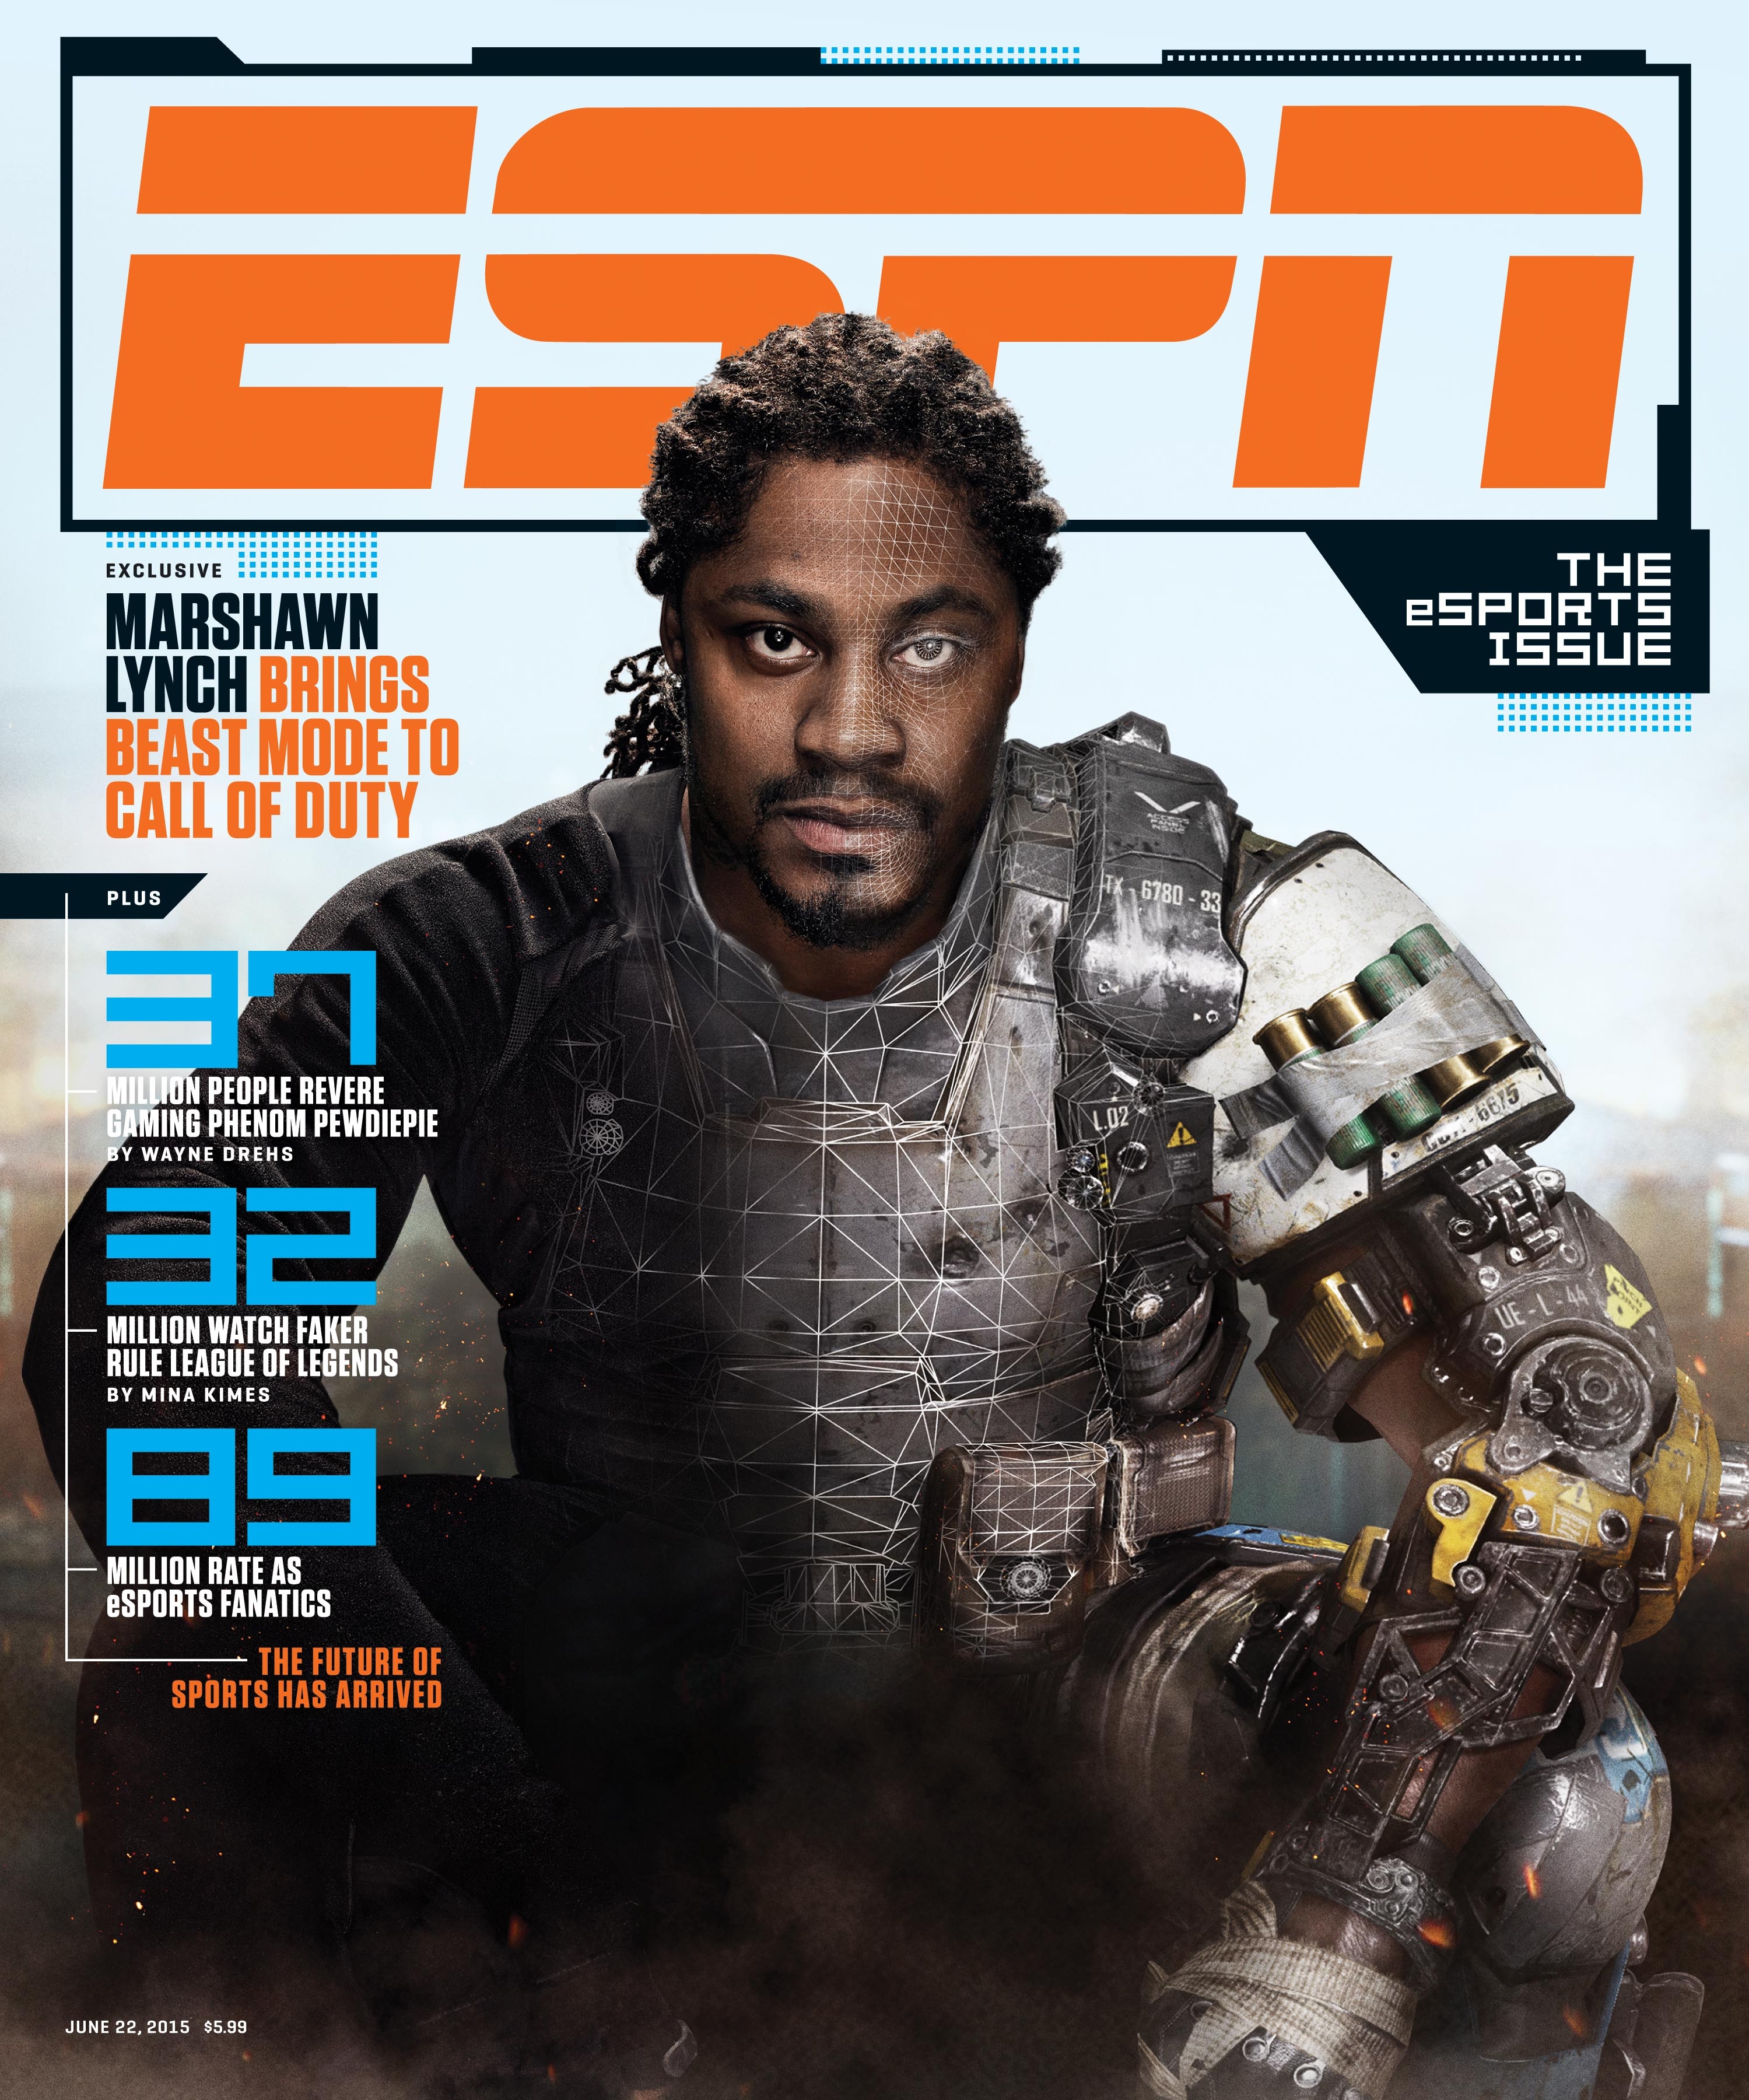 ESPN
THE
eSPORTS
ISSUE
EXCLUSIVE
MARSHAWN
LYNCH BRINGS
BEAST MODE TO
CALL OF DUTY
PLUS
37
MILLION PEOPLE REVERE
GAMING PHENOM PEWDIEPIE
BY WAYNE DREHS
32
MILLION WATCH FAKER
RULE LEAGUE OF LEGENDS
BY MINA KIMES
89
MILLION RATE AS
eSPORTS FANATICS
THE FUTURE OF
SPORTS HAS ARRIVED
ACCESS
PANEL
TX - 6780 - 33
L.02
UE-L-44
JUNE 22, 2015 $5.99